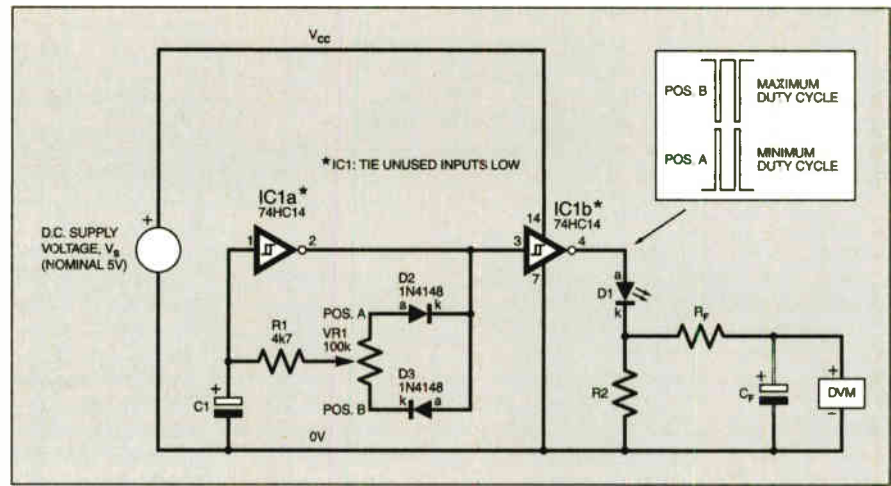 VCC
*IC1: TIE UNUSED INPUTS LOW
POS. B
MAXIMUM
DUTY CYCLE
POS. A
MINIMUM
DUTY CYCLE
IC1a*
74HC14
1
2
IC1b*
74HC14
14
3
4
7
D.C. SUPPLY
VOLTAGE, VS
(NOMINAL 5V)
+
D2
1N4148
a
k
POS. A
R1
4k7
VR1
100k
D3
1N4148
k
a
POS. B
+
C1
0V
a
D1
k
RF
R2
+
CF
+
DVM
−